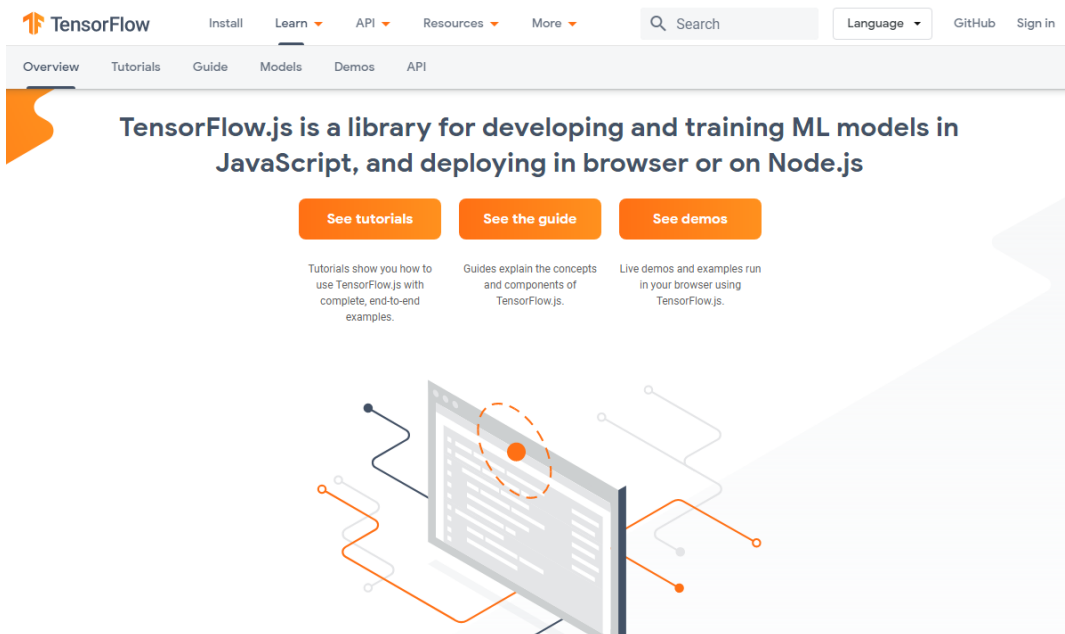 TensorFlow Install Learn API Resources More Search Language GitHub Sign in
Overview Tutorials Guide Models Demos API
TensorFlow.js is a library for developing and training ML models in
JavaScript, and deploying in browser or on Node.js
See tutorials
Tutorials show you how to
use TensorFlow.js with
complete, end-to-end
examples.
See the guide
Guides explain the concepts
and components of
TensorFlow.js.
See demos
Live demos and examples run
in your browser using
TensorFlow.js.